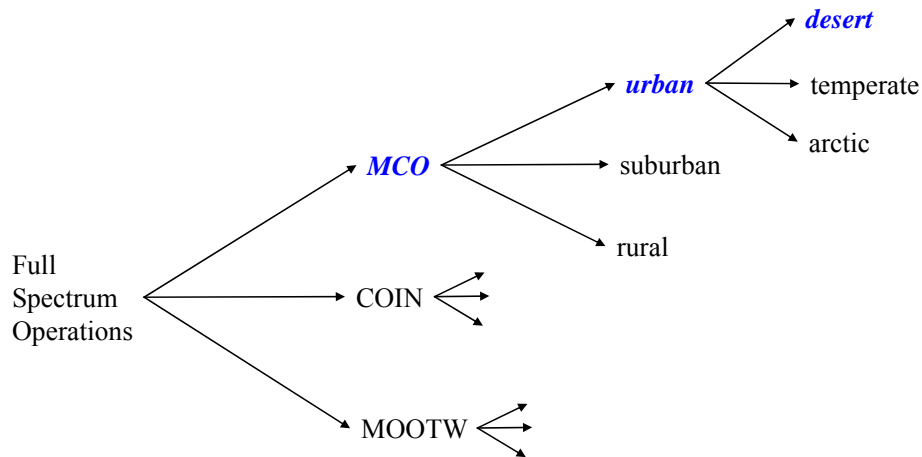 desert
urban
temperate
arctic
MCO
suburban
rural
Full
Spectrum
Operations
COIN
MOOTW